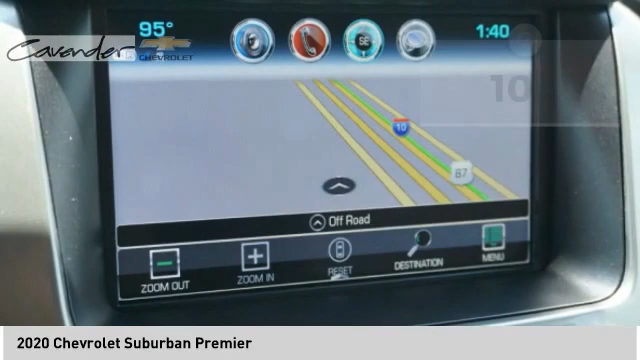 95°
SE
1:40
Cavender
CHEVROLET
10
10
87
Off Road
ZOOM OUT
ZOOM IN
RESET
DESTINATION
MENU
2020 Chevrolet Suburban Premier